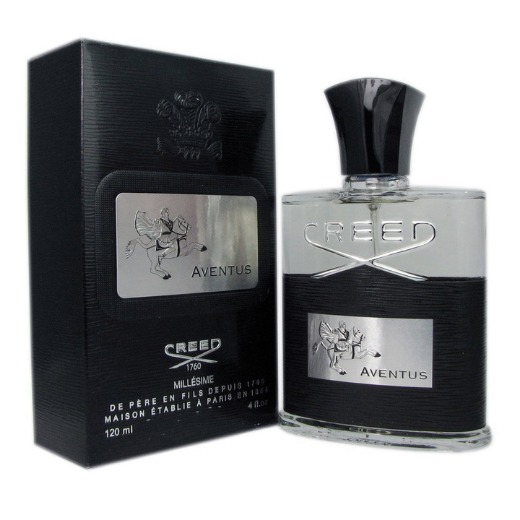 AVENTUS
CREED
1760
MILLÉSIME
DE PÈRE EN FILS DEPUIS 1760
MAISON ÉTABLIE À PARIS EN
120 ml 4 fl.oz
CREED
AVENTUS